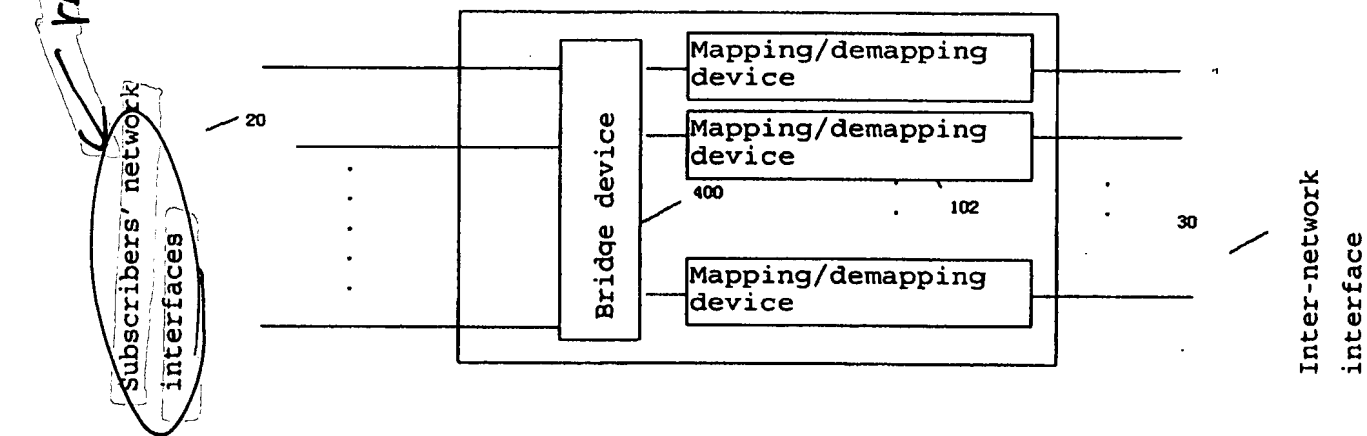 Subscribers' network
interfaces
20
Bridge device
Mapping/demapping
device
Mapping/demapping
device
400
102
Mapping/demapping
device
30
Inter-network
interface